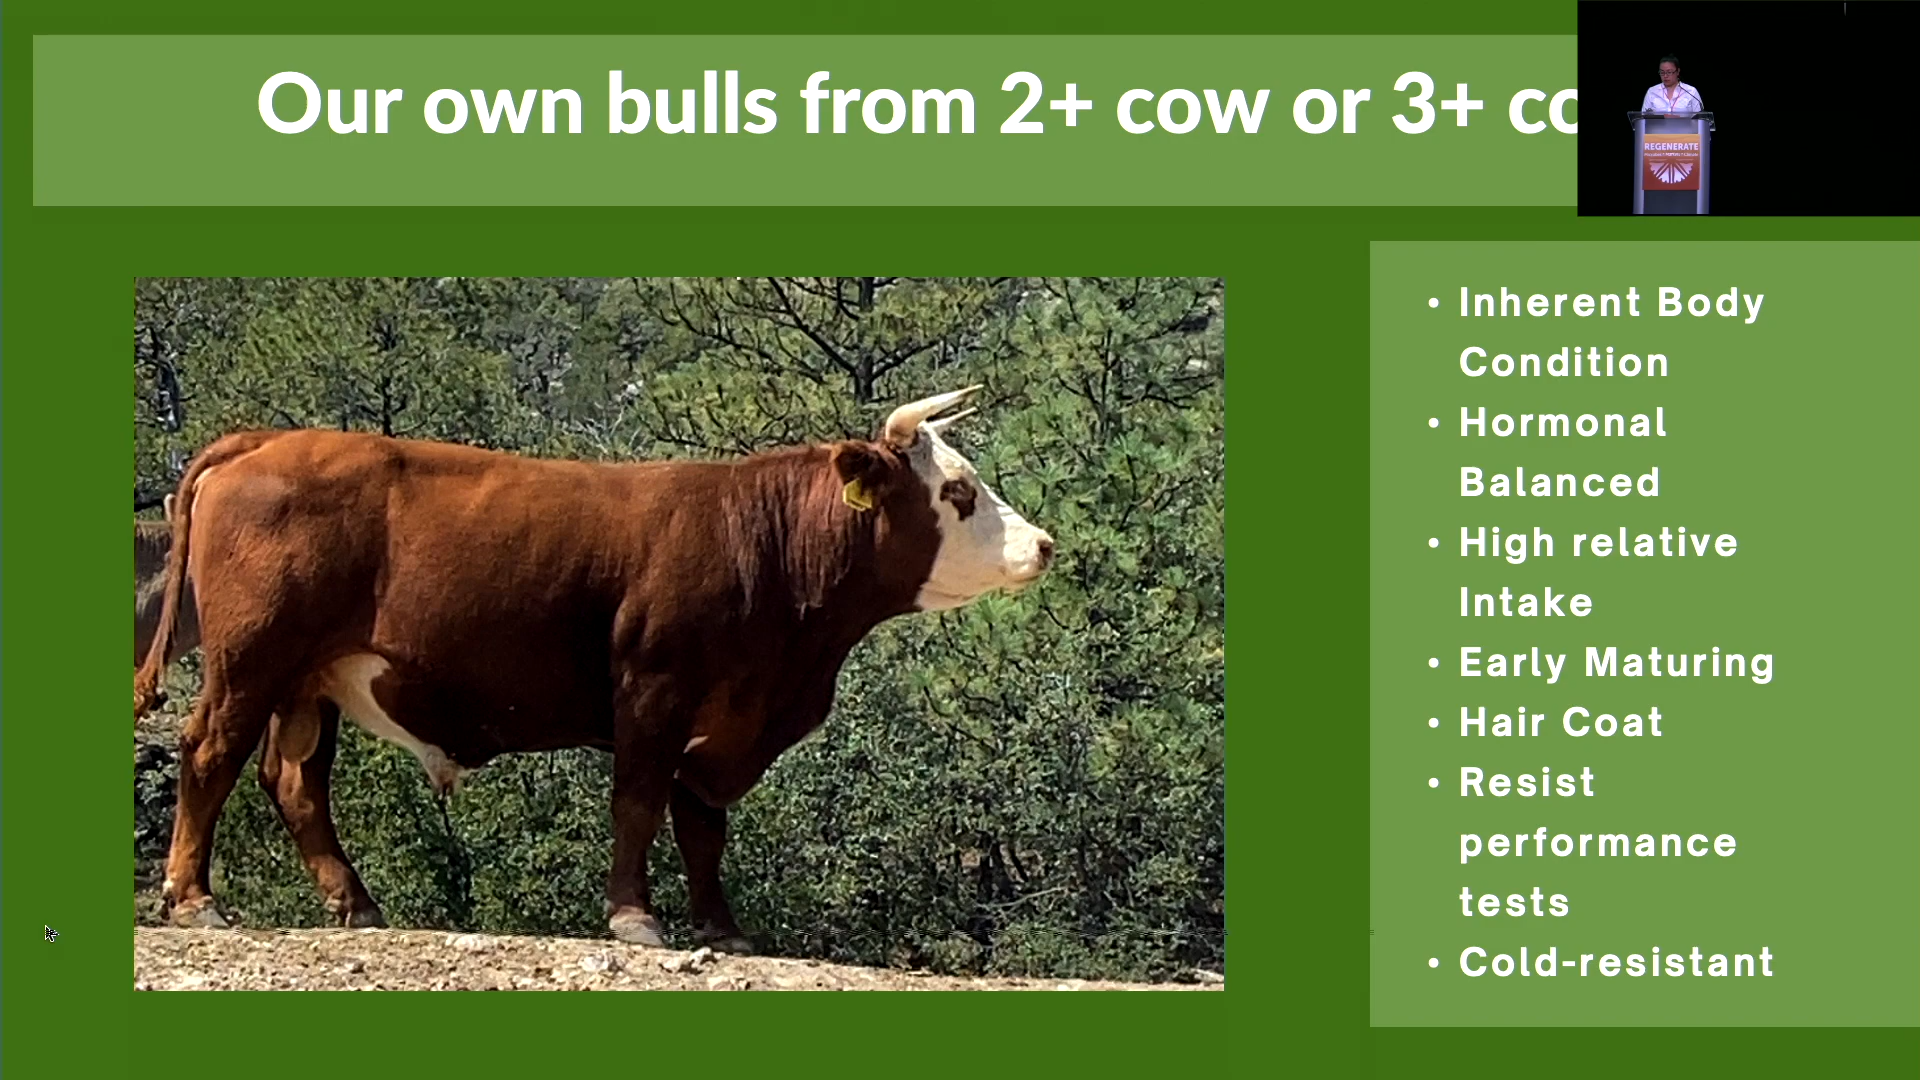 Our own bulls from 2+ cow or 3+ co
REGENERATE
• Inherent Body
Condition
• Hormonal
Balanced
• High relative
Intake
• Early Maturing
• Hair Coat
• Resist
performance
tests
• Cold-resistant